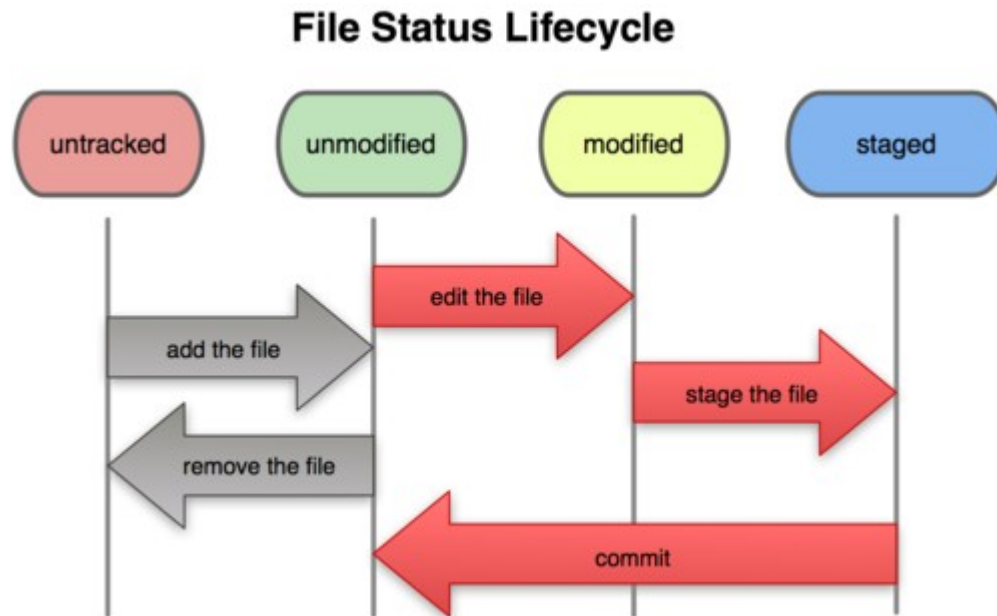 File Status Lifecycle
untracked
unmodified
modified
staged
edit the file
add the file
stage the file
remove the file
commit